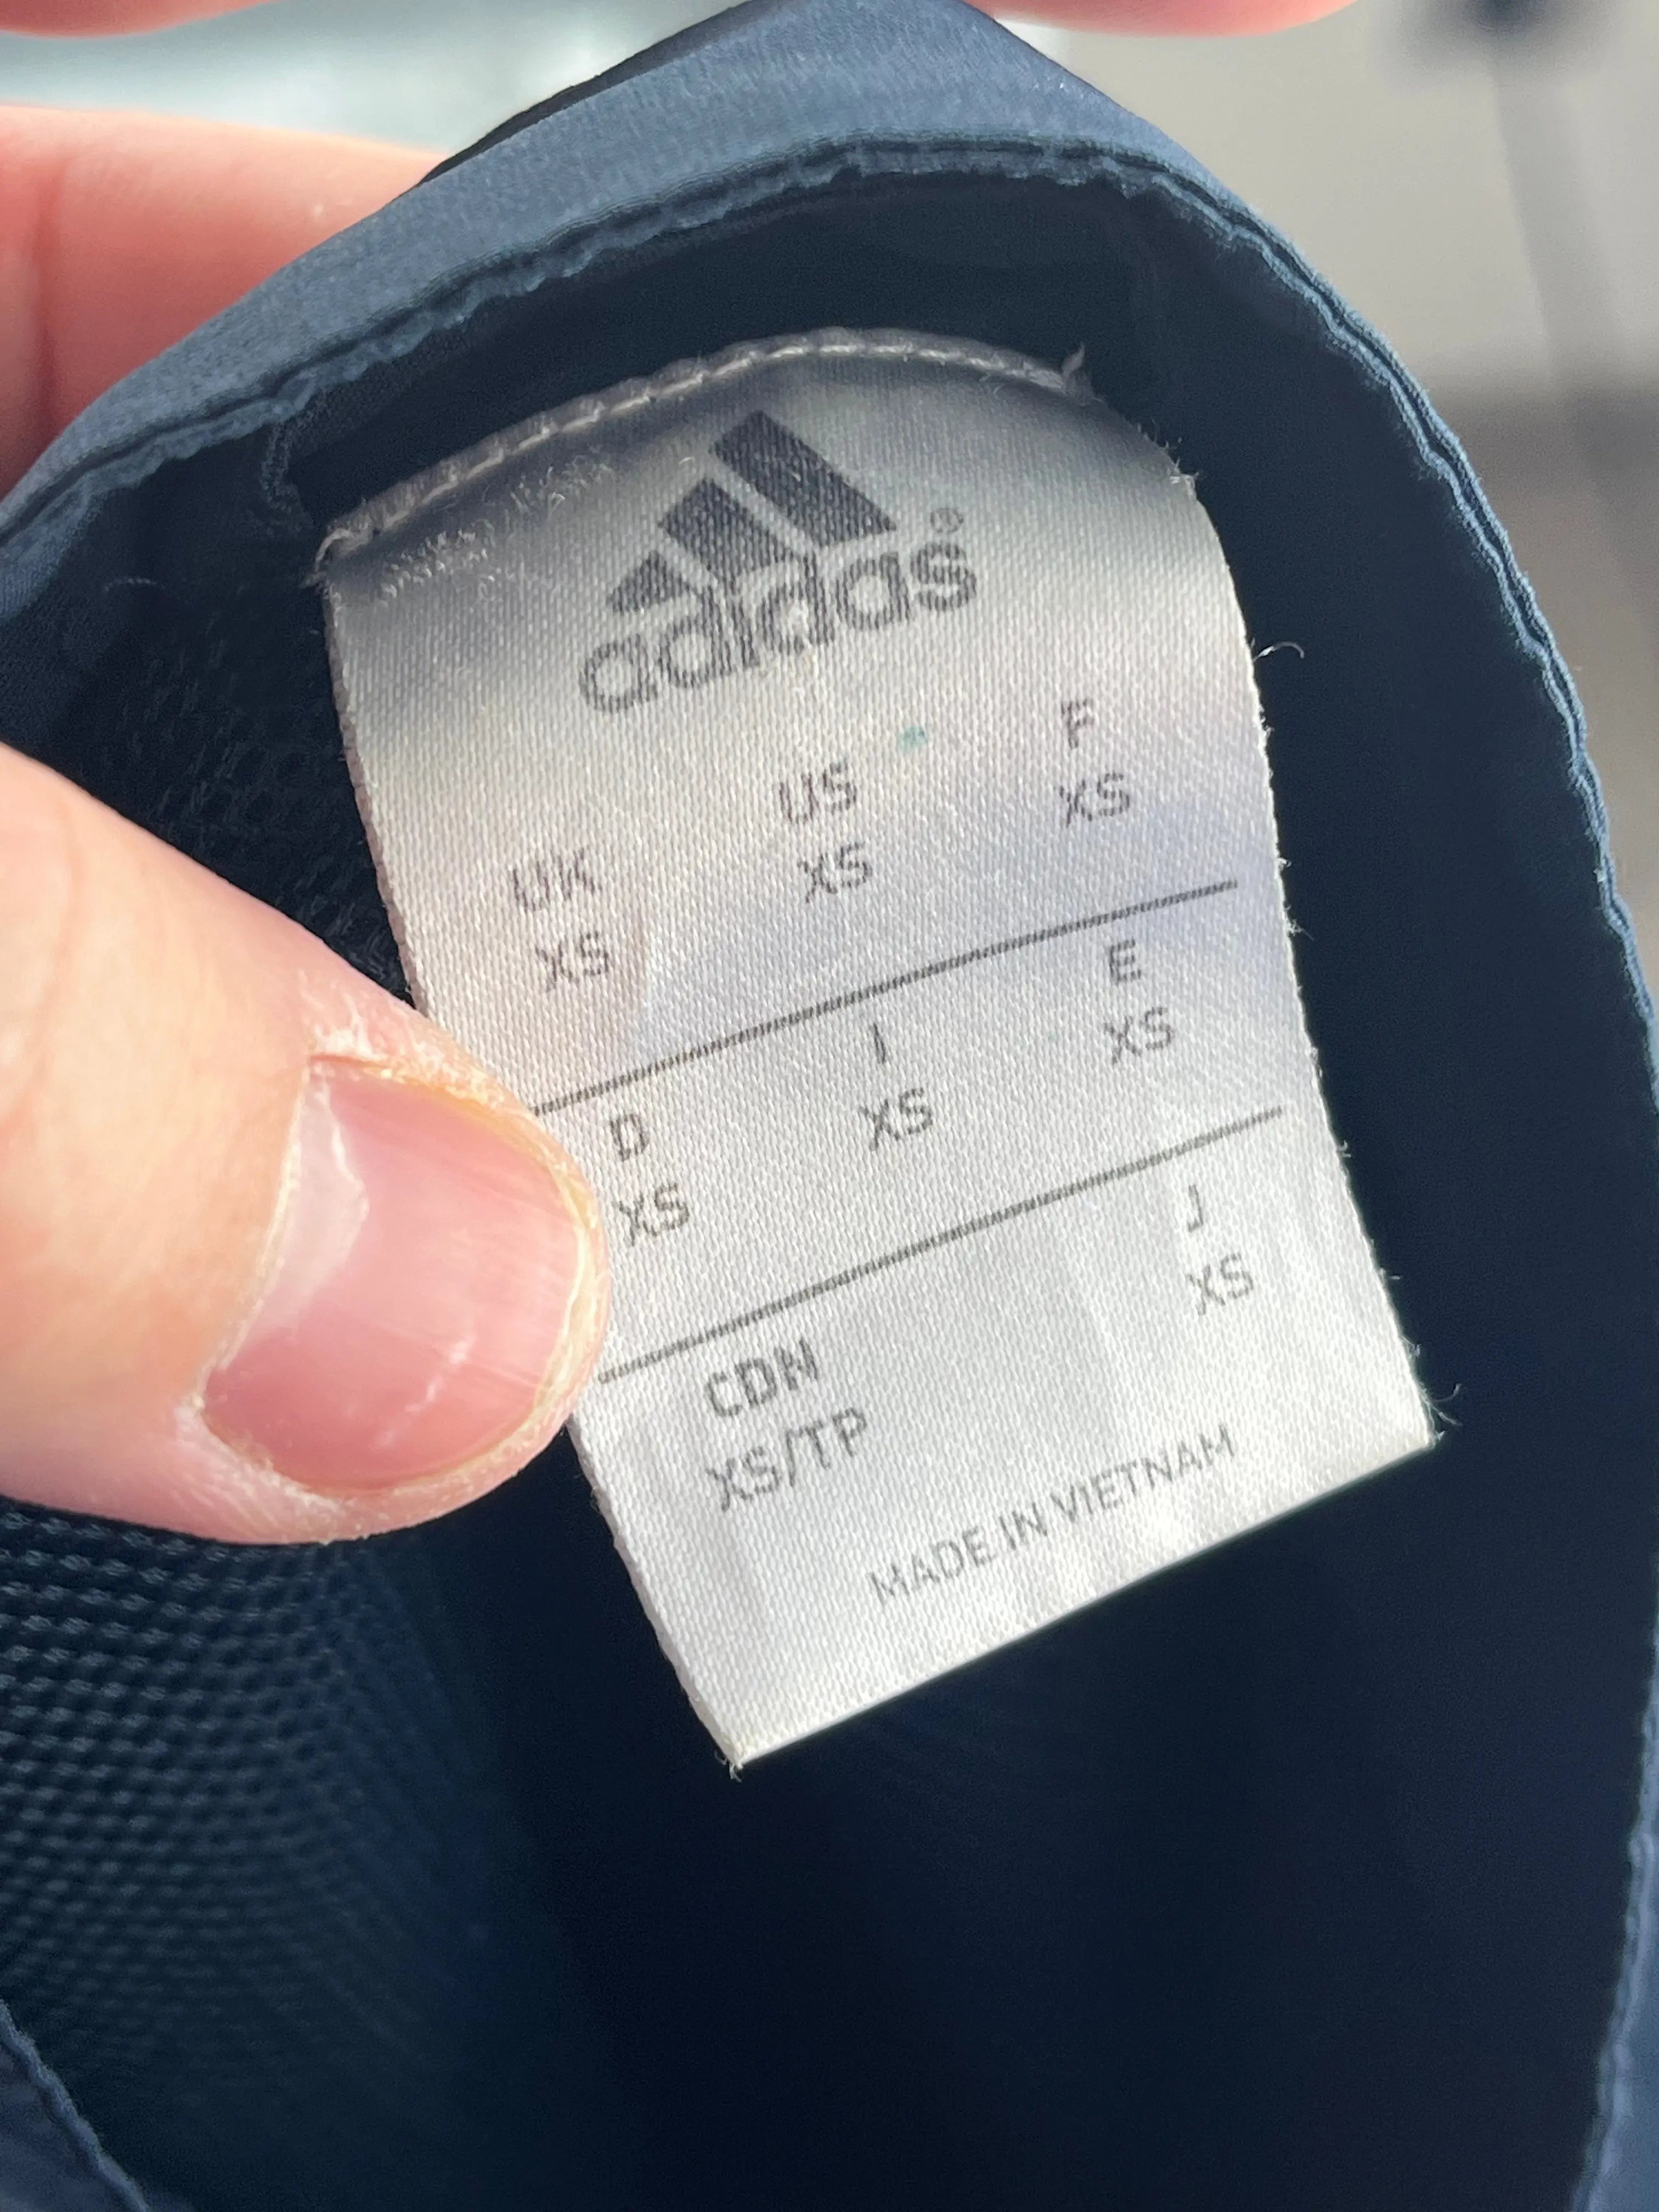 adidas®
UK US F
XS XS XS
D I E
XS XS XS
CDN J
XS/TP XS
MADE IN VIETNAM